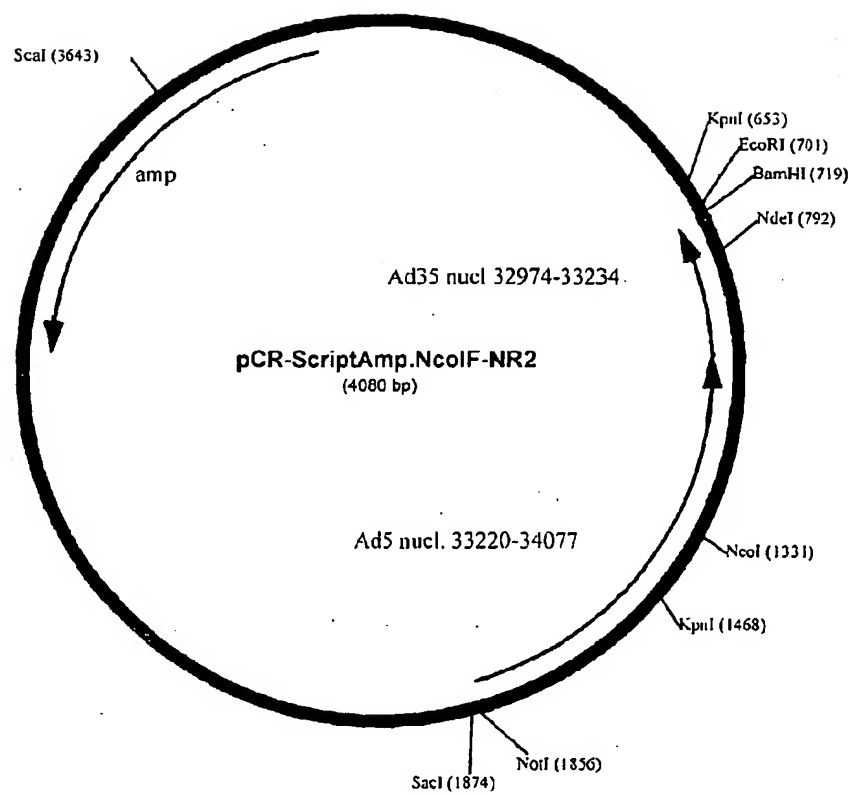 ScaI (3643)
KpnI (653)
EcoRI (701)
BamHI (719)
amp
NdeI (792)
Ad35 nucl 32974-33234
pCR-ScriptAmp.NcoIF-NR2
(4080 bp)
Ad5 nucl. 33220-34077
NcoI (1331)
KpnI (1468)
NotI (1856)
SacI (1874)